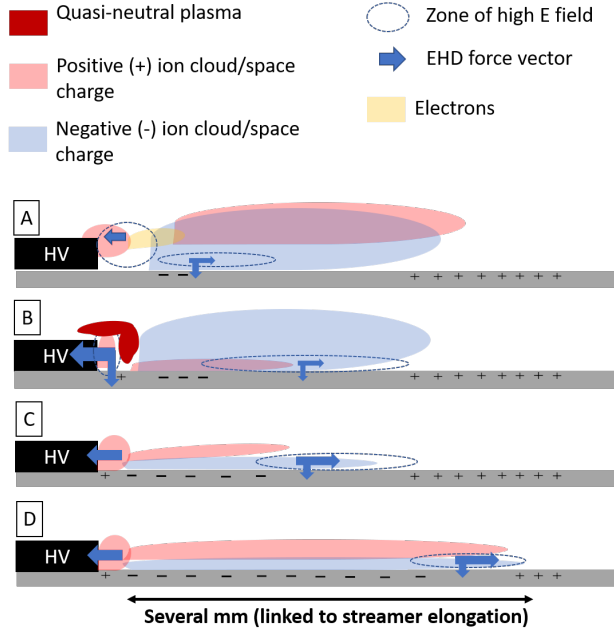 Quasi-neutral plasma
Zone of high E field
Positive (+) ion cloud/space
charge
EHD force vector
Negative (-) ion cloud/space
charge
Electrons
A
HV
− − + + + + + + + +
B
HV
+ − − − + + + + + + + +
C
HV
+ − − − − − + + + + + + + +
D
HV
+ − − − − − − − − − + + +
Several mm (linked to streamer elongation)